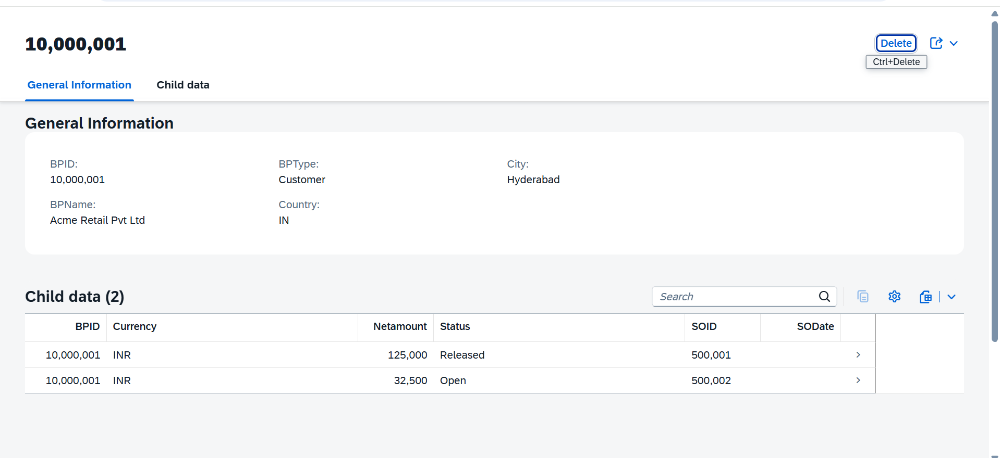 10,000,001
Delete
Ctrl+Delete
General Information Child data
General Information
BPID: BPType: City:
10,000,001 Customer Hyderabad
BPName: Country:
Acme Retail Pvt Ltd IN
Child data (2) Search
BPID Currency Netamount Status SOID SODate
10,000,001 INR 125,000 Released 500,001
10,000,001 INR 32,500 Open 500,002